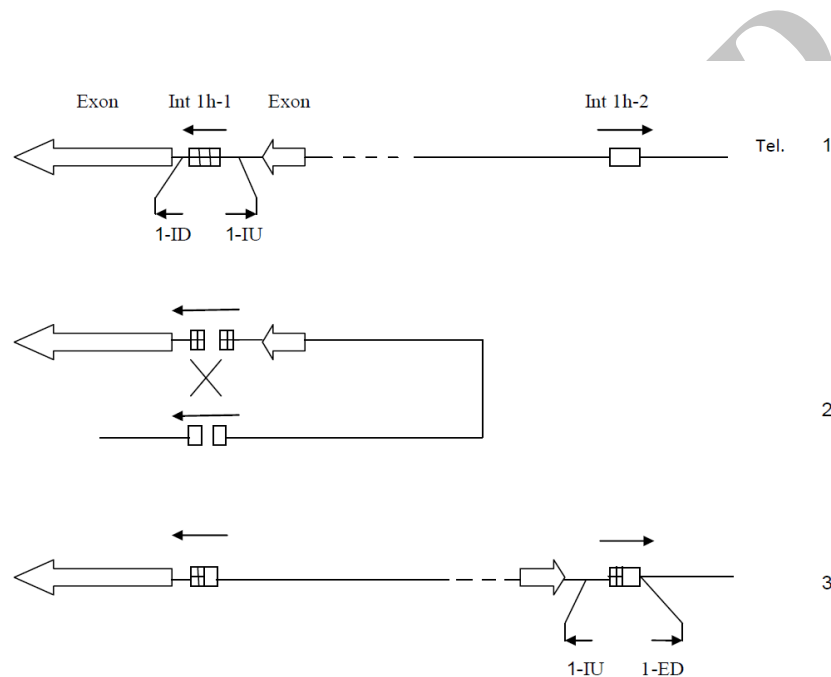 Exon Int 1h-1 Exon Int 1h-2
Tel. 1
1-ID 1-IU
2
3
1-IU 1-ED